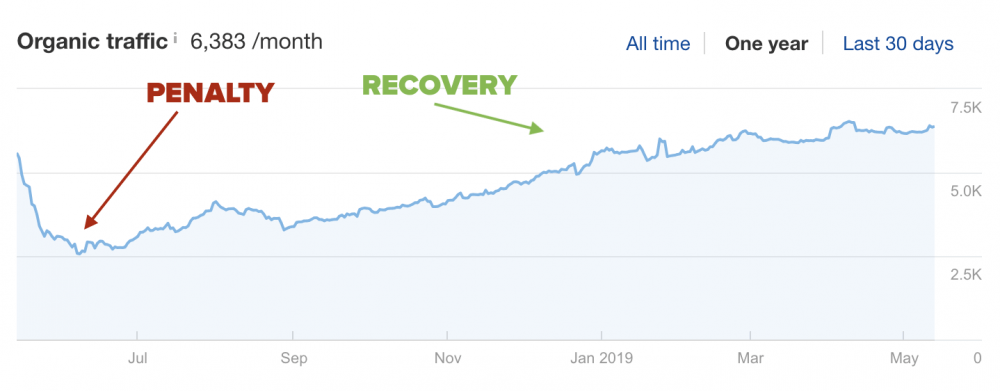 Organic traffic i 6,383 /month
All time One year Last 30 days
PENALTY
RECOVERY
7.5K
5.0K
2.5K
Jul Sep Nov Jan 2019 Mar May 0